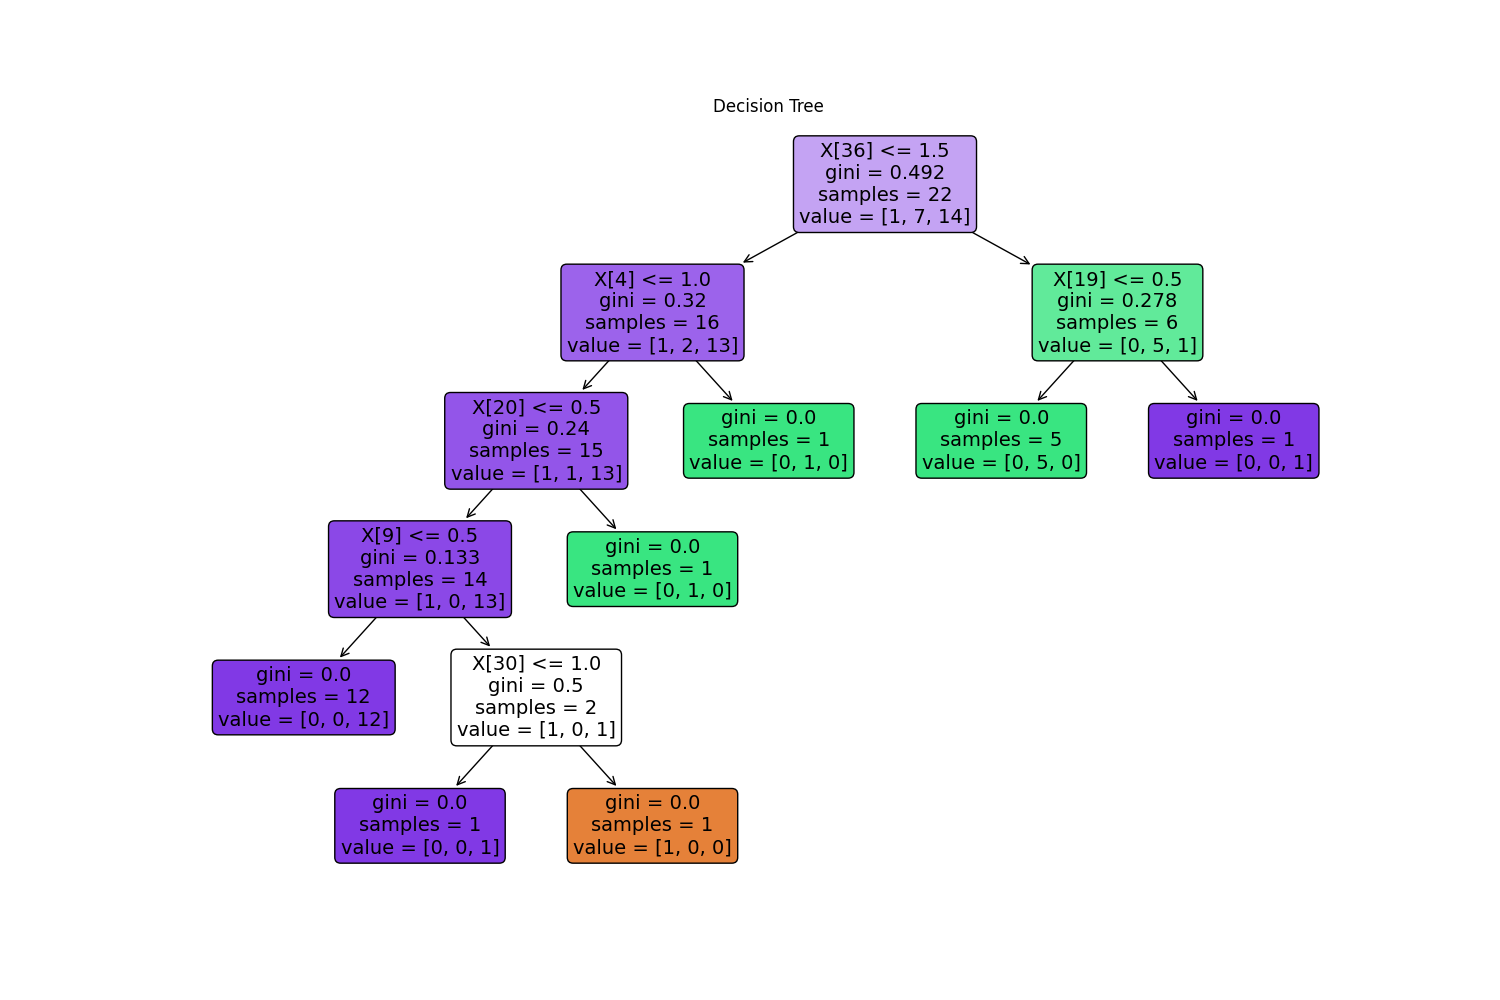 Decision Tree
X[36] <= 1.5
gini = 0.492
samples = 22
value = [1, 7, 14]
X[4] <= 1.0
gini = 0.32
samples = 16
value = [1, 2, 13]
X[19] <= 0.5
gini = 0.278
samples = 6
value = [0, 5, 1]
X[20] <= 0.5
gini = 0.24
samples = 15
value = [1, 1, 13]
gini = 0.0
samples = 1
value = [0, 1, 0]
gini = 0.0
samples = 5
value = [0, 5, 0]
gini = 0.0
samples = 1
value = [0, 0, 1]
X[9] <= 0.5
gini = 0.133
samples = 14
value = [1, 0, 13]
gini = 0.0
samples = 1
value = [0, 1, 0]
gini = 0.0
samples = 12
value = [0, 0, 12]
X[30] <= 1.0
gini = 0.5
samples = 2
value = [1, 0, 1]
gini = 0.0
samples = 1
value = [0, 0, 1]
gini = 0.0
samples = 1
value = [1, 0, 0]